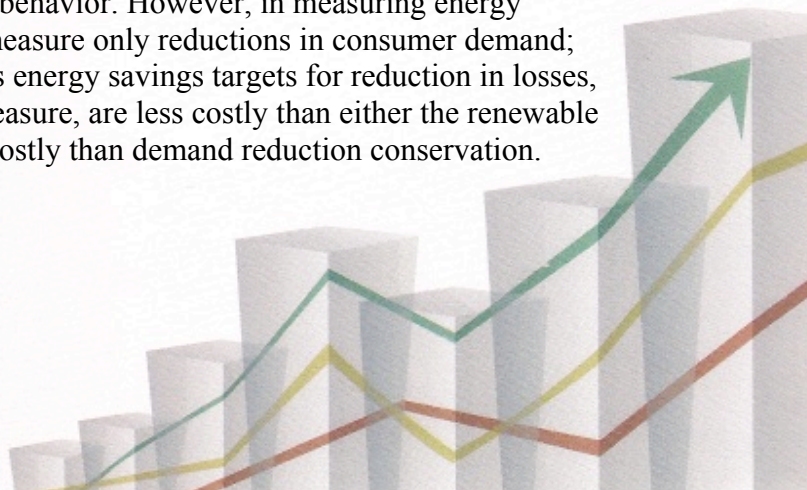 behavior. However, in measuring energy
measure only reductions in consumer demand;
s energy savings targets for reduction in losses,
easure, are less costly than either the renewable
ostly than demand reduction conservation.